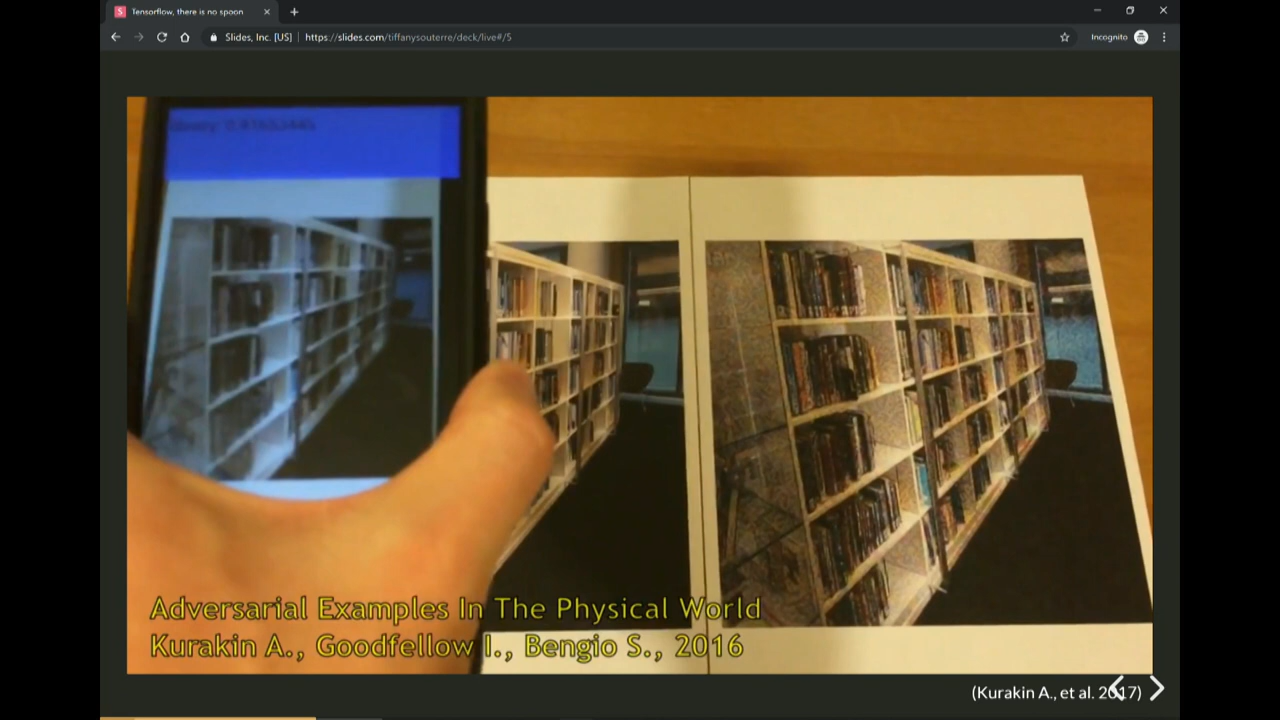 Tensorflow, there is no spoon
Slides, Inc. [US] | https://slides.com/tiffanysouterre/deck/live#/5
Incognito
Adversarial Examples In The Physical World
Kurakin A., Goodfellow I., Bengio S., 2016
(Kurakin A., et al. 2017)